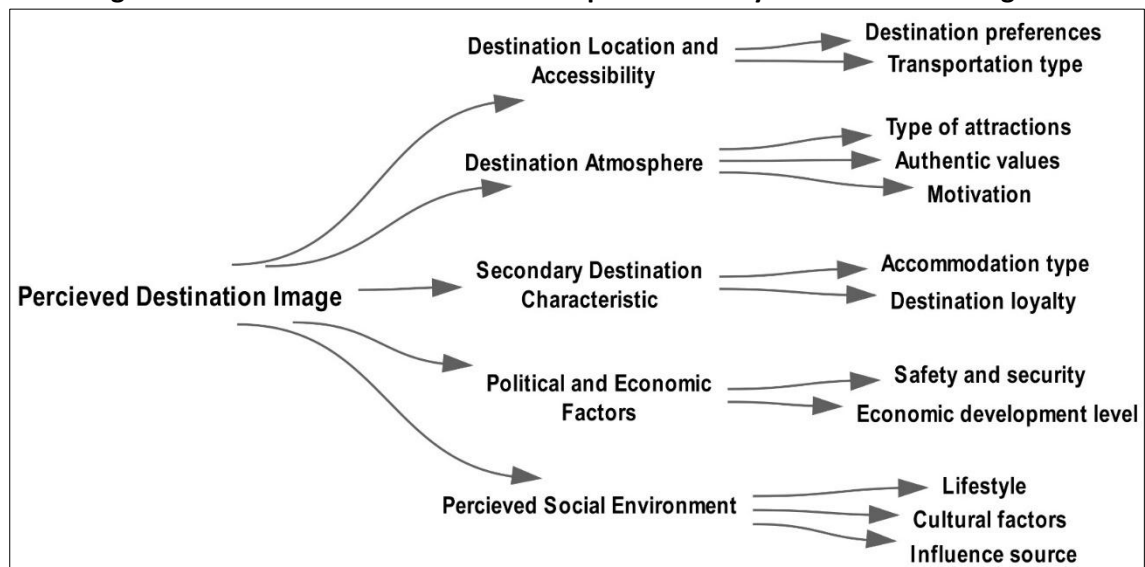 Percieved Destination Image
Destination Location and
Accessibility
Destination preferences
Transportation type
Destination Atmosphere
Type of attractions
Authentic values
Motivation
Secondary Destination
Characteristic
Accommodation type
Destination loyalty
Political and Economic
Factors
Safety and security
Economic development level
Percieved Social Environment
Lifestyle
Cultural factors
Influence source